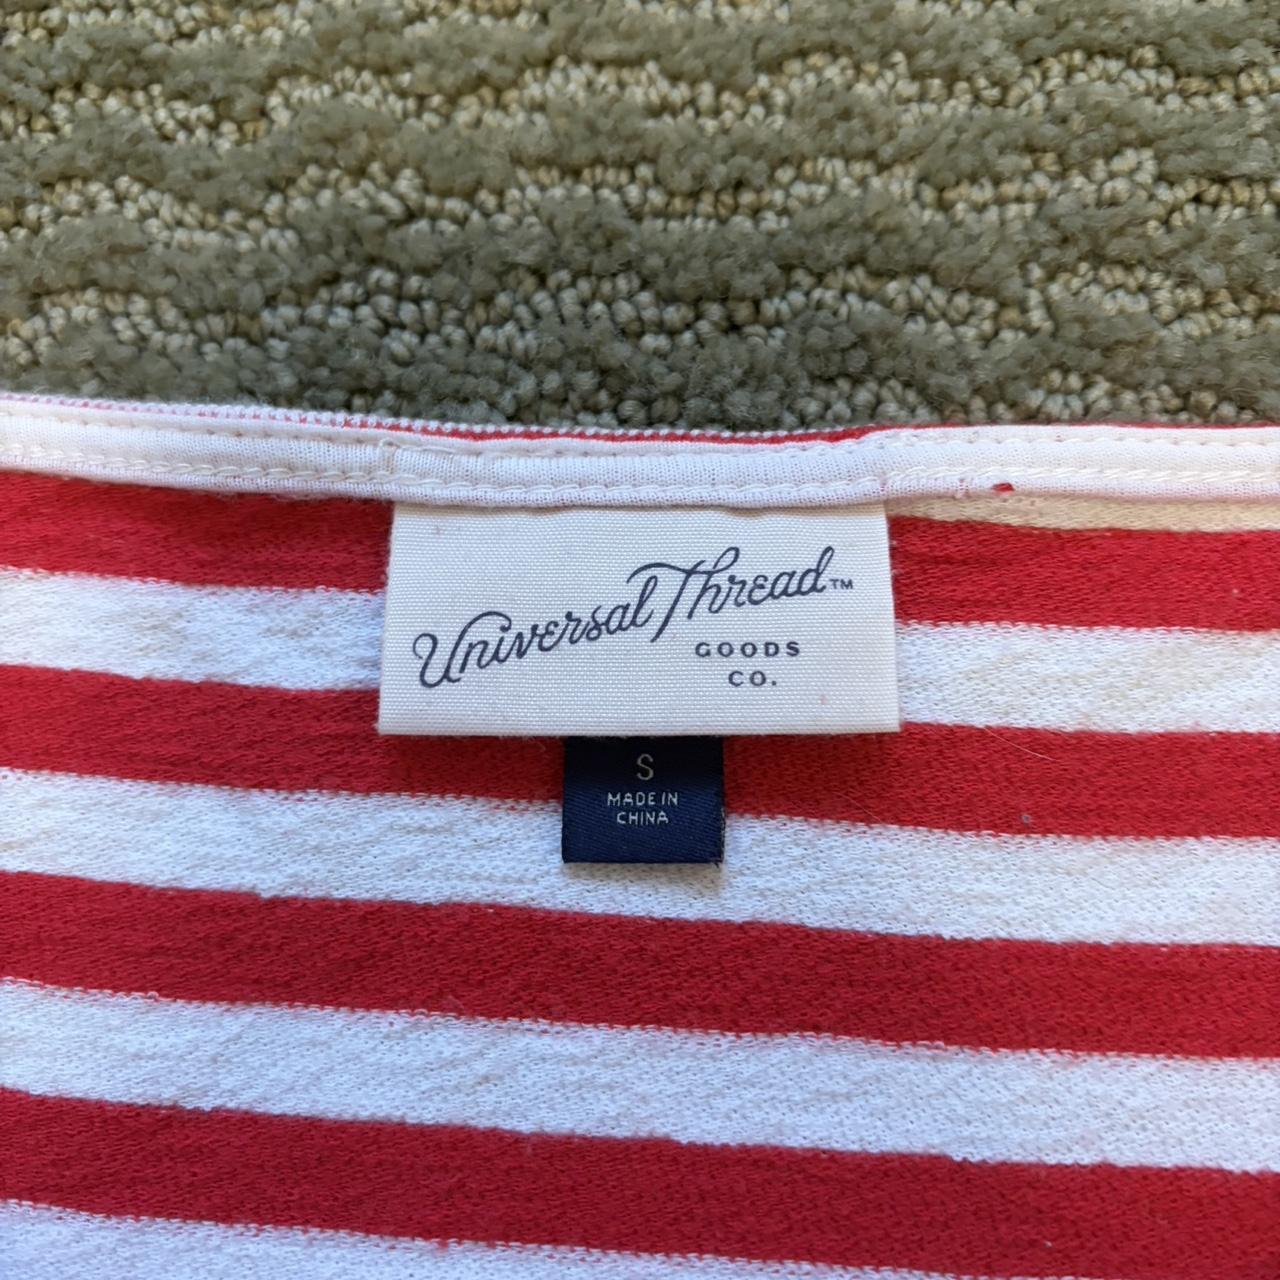 Universal Thread™
GOODS
CO.
S
MADE IN
CHINA